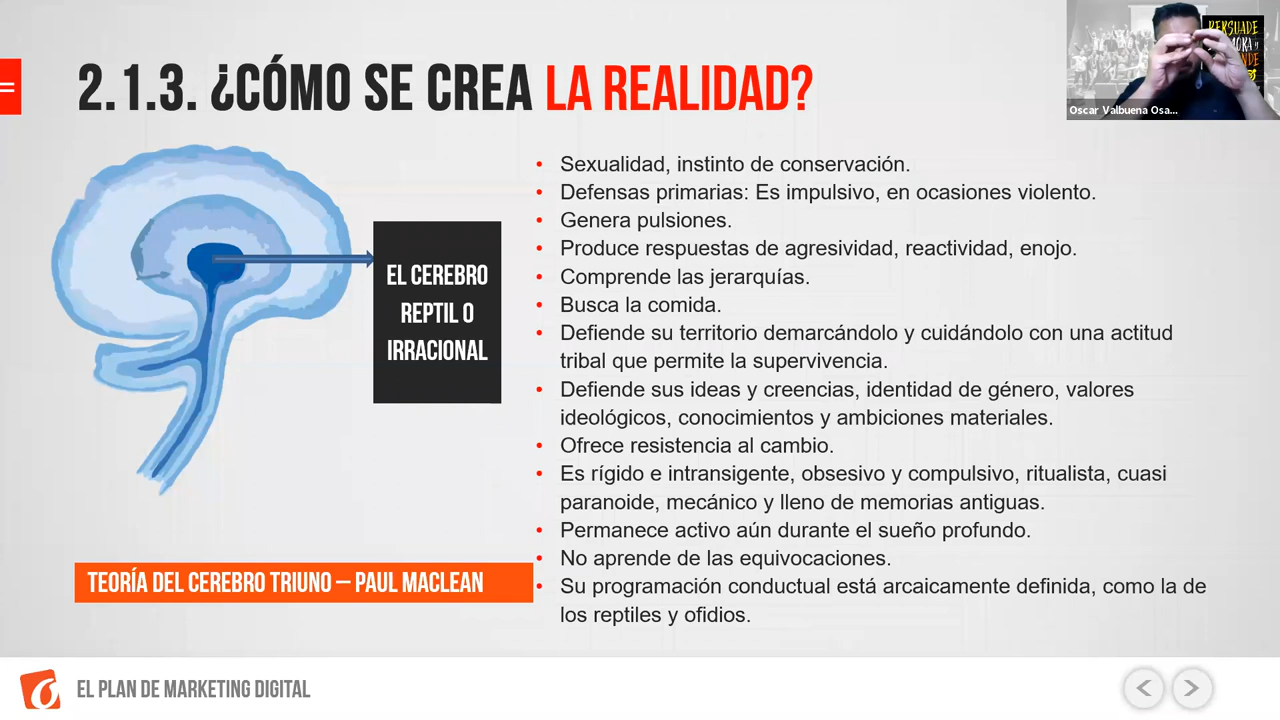 2.1.3. ¿CÓMO SE CREA LA REALIDAD?
PERSUADE
Oscar Valbuena Osa...
EL CEREBRO
REPTIL O
IRRACIONAL
• Sexualidad, instinto de conservación.
• Defensas primarias: Es impulsivo, en ocasiones violento.
• Genera pulsiones.
• Produce respuestas de agresividad, reactividad, enojo.
• Comprende las jerarquías.
• Busca la comida.
• Defiende su territorio demarcándolo y cuidándolo con una actitud
tribal que permite la supervivencia.
• Defiende sus ideas y creencias, identidad de género, valores
ideológicos, conocimientos y ambiciones materiales.
• Ofrece resistencia al cambio.
• Es rígido e intransigente, obsesivo y compulsivo, ritualista, cuasi
paranoide, mecánico y lleno de memorias antiguas.
• Permanece activo aún durante el sueño profundo.
• No aprende de las equivocaciones.
• Su programación conductual está arcaicamente definida, como la de
los reptiles y ofidios.
TEORÍA DEL CEREBRO TRIUNO – PAUL MACLEAN
EL PLAN DE MARKETING DIGITAL